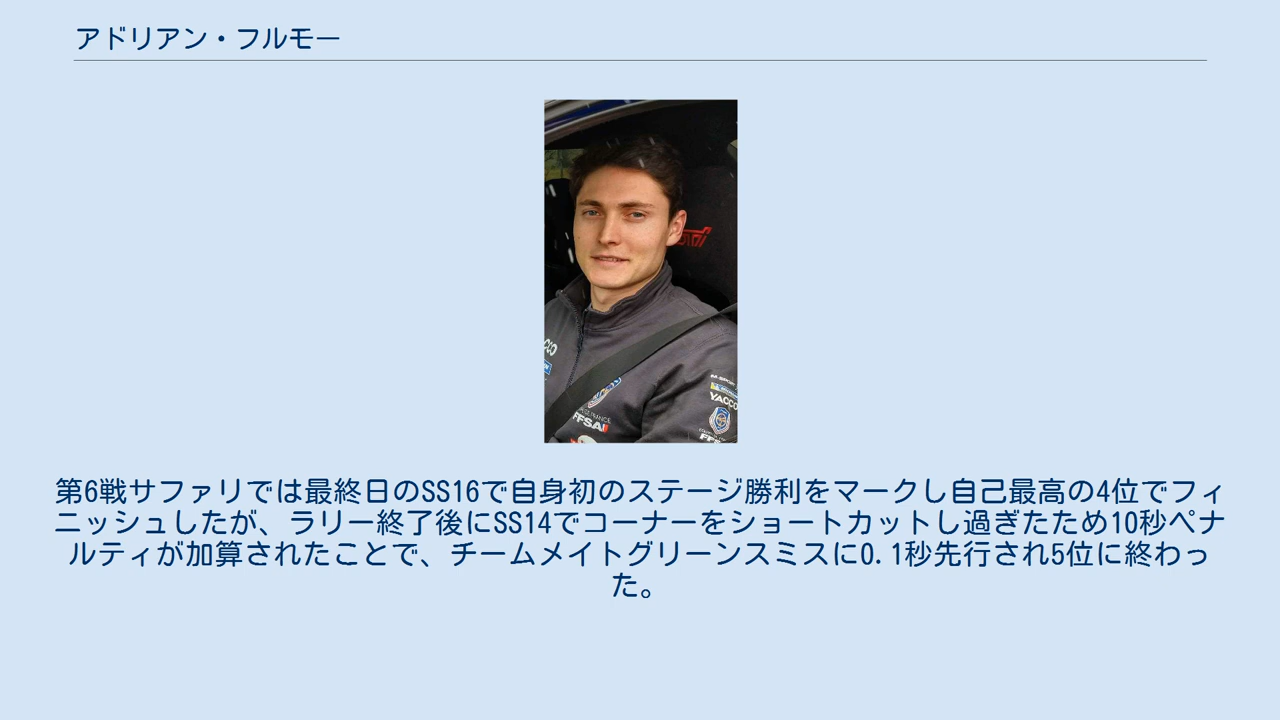 アドリアン・フルモー
第6戦サファリでは最終日のSS16で自身初のステージ勝利をマークし自己最高の4位でフィ
ニッシュしたが、ラリー終了後にSS14でコーナーをショートカットし過ぎたため10秒ペナ
ルティが加算されたことで、チームメイトグリーンスミスに0.1秒先行され5位に終わっ
た。
YACCO
FFSA